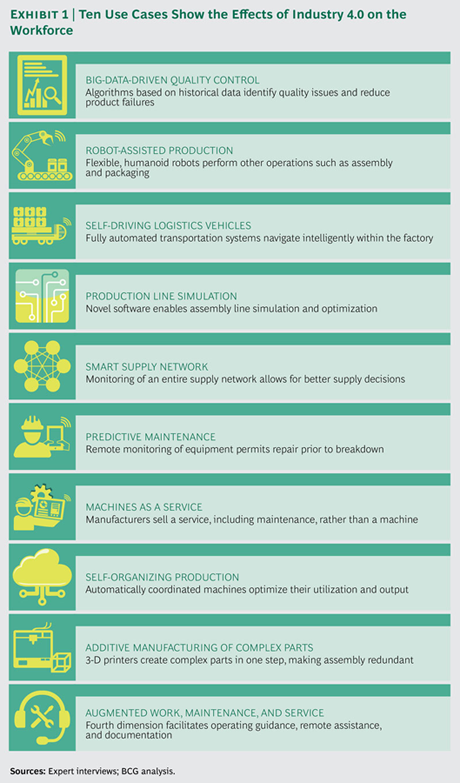 EXHIBIT 1 | Ten Use Cases Show the Effects of Industry 4.0 on the
Workforce
BIG-DATA-DRIVEN QUALITY CONTROL
Algorithms based on historical data identify quality issues and reduce
product failures
ROBOT-ASSISTED PRODUCTION
Flexible, humanoid robots perform other operations such as assembly
and packaging
SELF-DRIVING LOGISTICS VEHICLES
Fully automated transportation systems navigate intelligently within the factory
PRODUCTION LINE SIMULATION
Novel software enables assembly line simulation and optimization
SMART SUPPLY NETWORK
Monitoring of an entire supply network allows for better supply decisions
PREDICTIVE MAINTENANCE
Remote monitoring of equipment permits repair prior to breakdown
MACHINES AS A SERVICE
Manufacturers sell a service, including maintenance, rather than a machine
SELF-ORGANIZING PRODUCTION
Automatically coordinated machines optimize their utilization and output
ADDITIVE MANUFACTURING OF COMPLEX PARTS
3-D printers create complex parts in one step, making assembly redundant
AUGMENTED WORK, MAINTENANCE, AND SERVICE
Fourth dimension facilitates operating guidance, remote assistance,
and documentation
Sources: Expert interviews; BCG analysis.